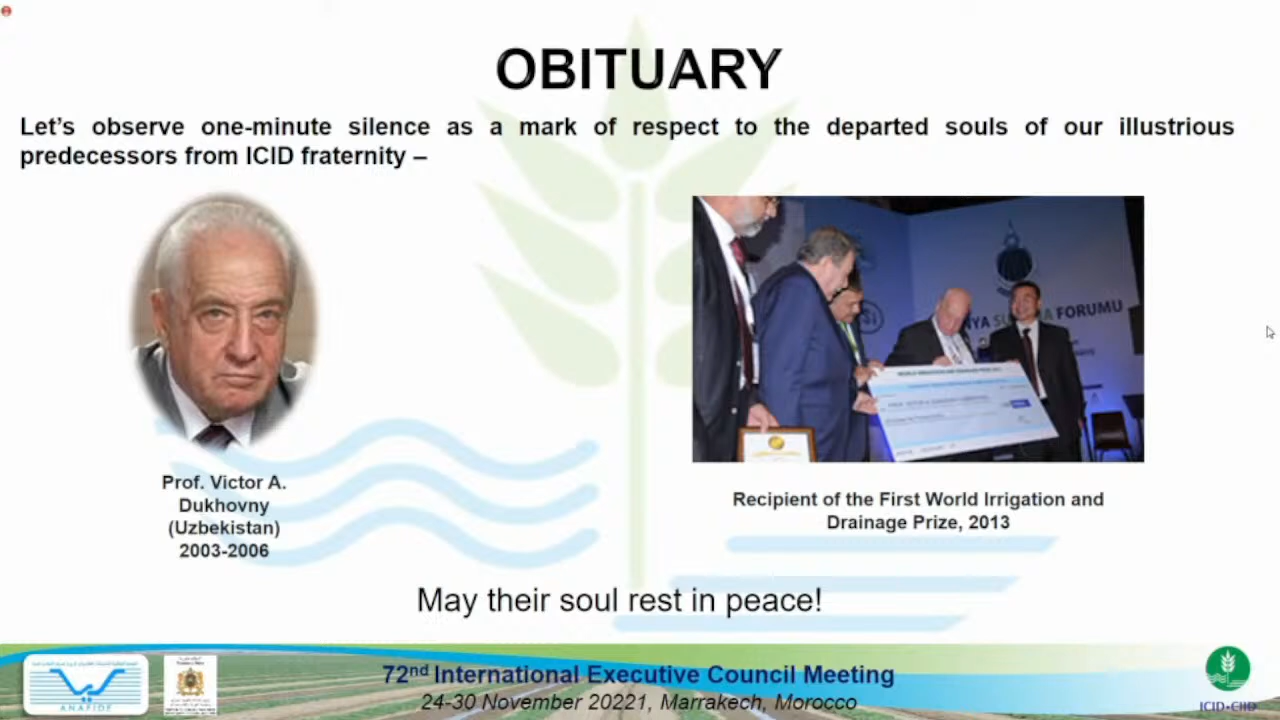 OBITUARY
Let's observe one-minute silence as a mark of respect to the departed souls of our illustrious
predecessors from ICID fraternity –
FORUMU
Prof. Victor A.
Dukhovny
(Uzbekistan)
2003-2006
Recipient of the First World Irrigation and
Drainage Prize, 2013
May their soul rest in peace!
72nd International Executive Council Meeting
24-30 November 20221, Marrakech, Morocco
ANAFIDE
ICID•CIID